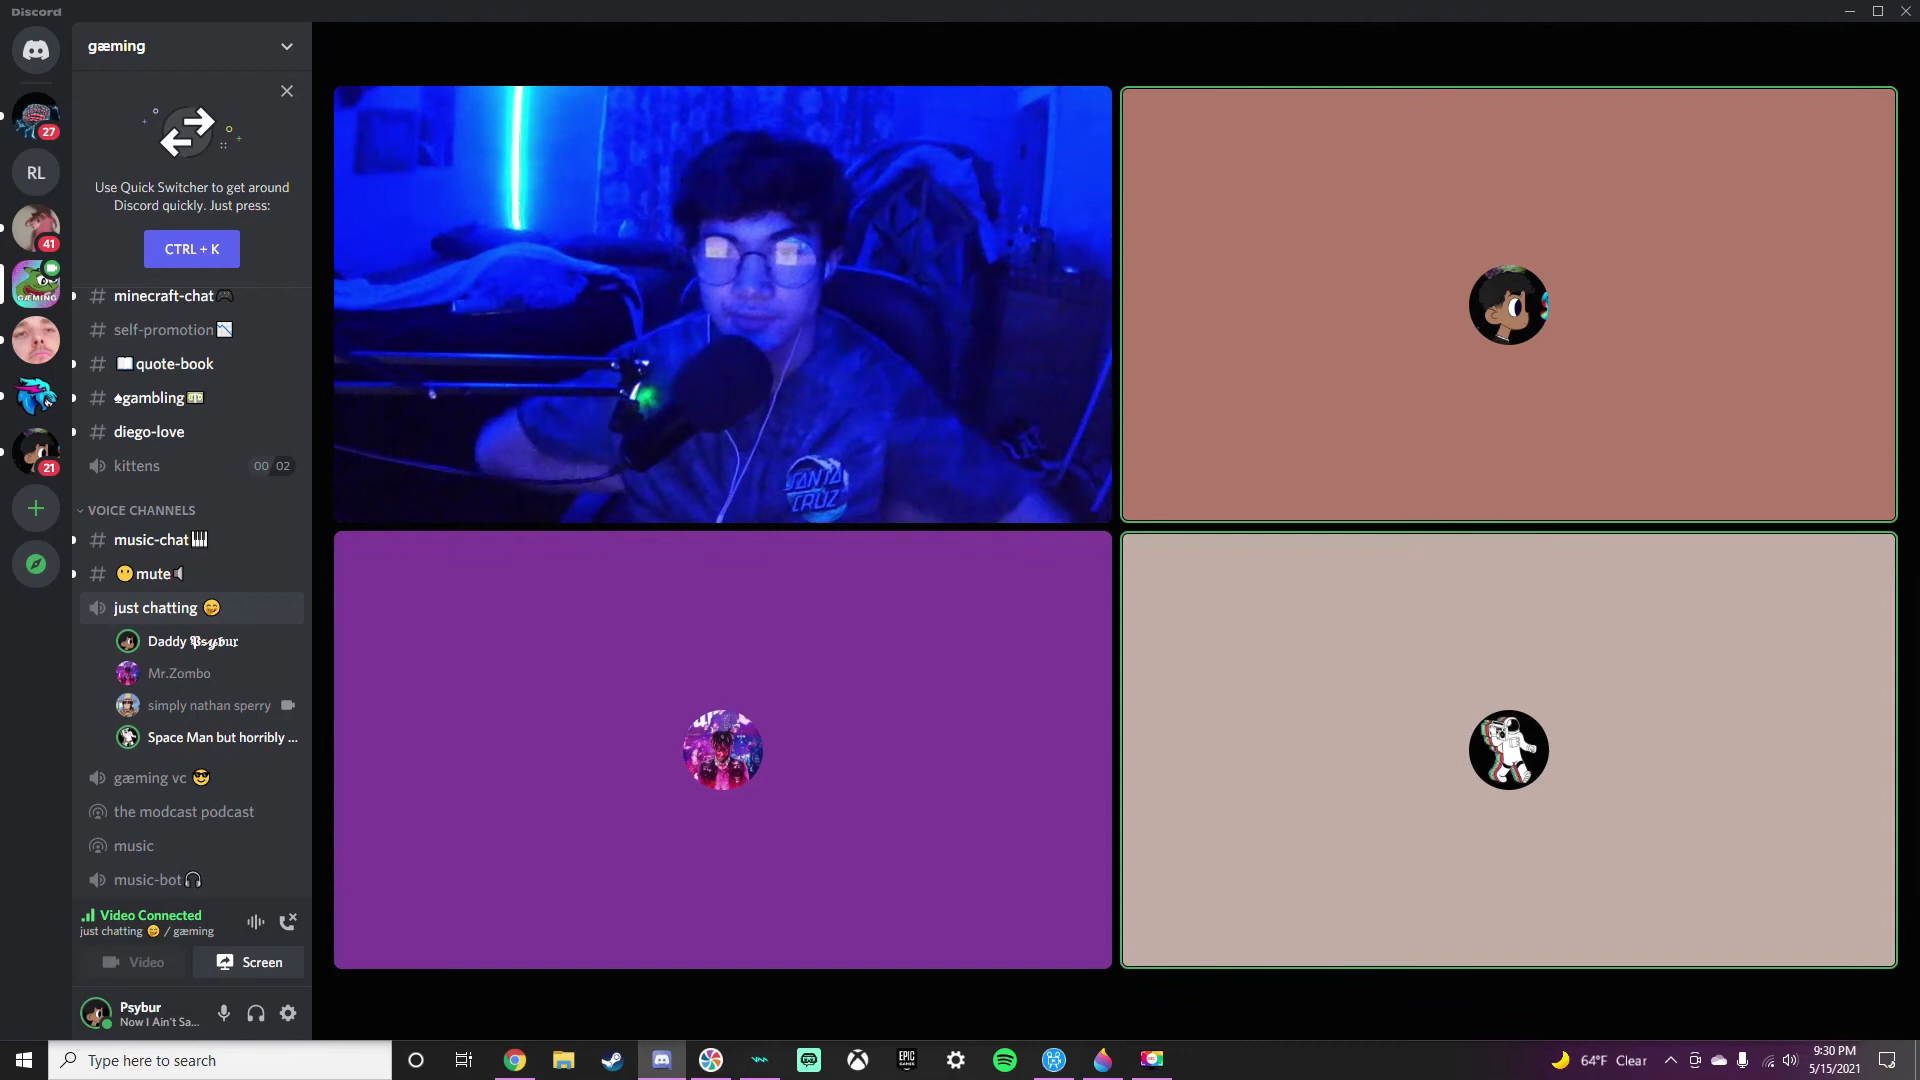 Discord
gæming
27
RL
41
GÆMING
21
Use Quick Switcher to get around
Discord quickly. Just press:
CTRL + K
minecraft-chat🎮
self-promotion📉
📖quote-book
♠gambling💵
diego-love
kittens 00 02
VOICE CHANNELS
music-chat🎹
😶mute🔈
just chatting 😋
Daddy 𝕻𝖘𝔂𝖇𝖚𝖗
Mr.Zombo
simply nathan sperry
Space Man but horribly ...
gæming vc 😎
the modcast podcast
music
music-bot🎧
Video Connected
just chatting 😋 / gæming
Video
Screen
Psybur
Now I Ain't Sa...
SANTA
CRUZ
Type here to search
EPIC
GAMES
REC
64°F Clear
9:30 PM
5/15/2021